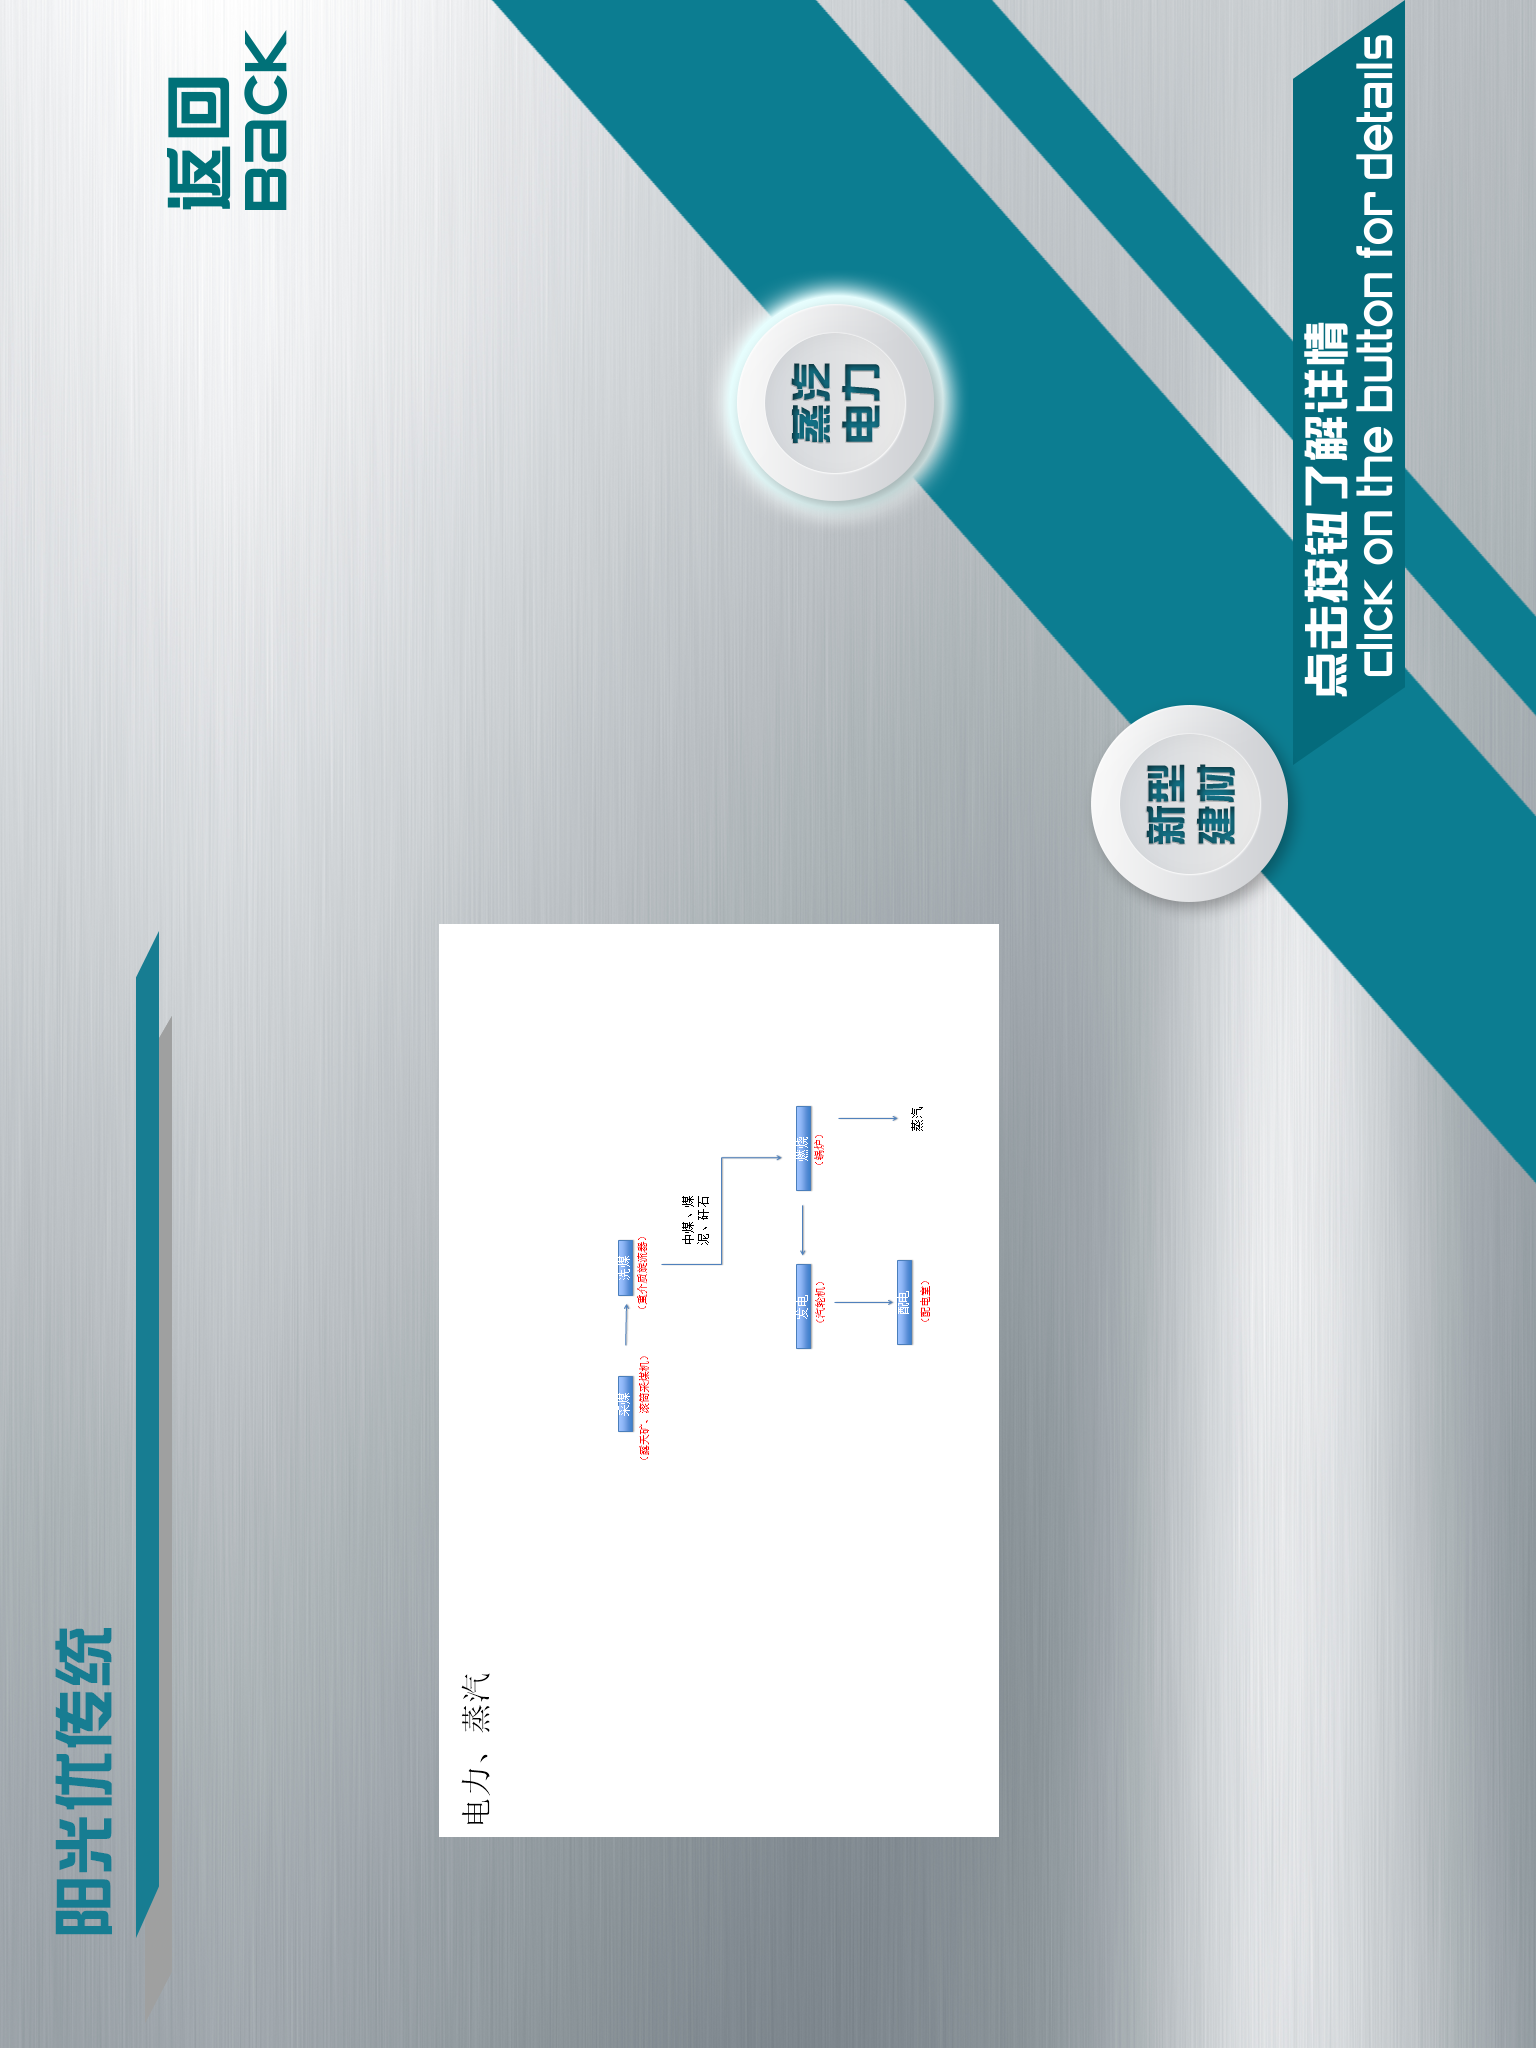 阳光优传统
返回
BACK
电力、蒸汽
采煤
（露天矿、滚筒采煤机）
洗煤
（重介质旋流器）
中煤、煤
泥、矸石
发电
（汽轮机）
燃烧
（锅炉）
配电
（配电室）
蒸汽
蒸汽
电力
新型
建材
点击按钮了解详情
click on the button for details